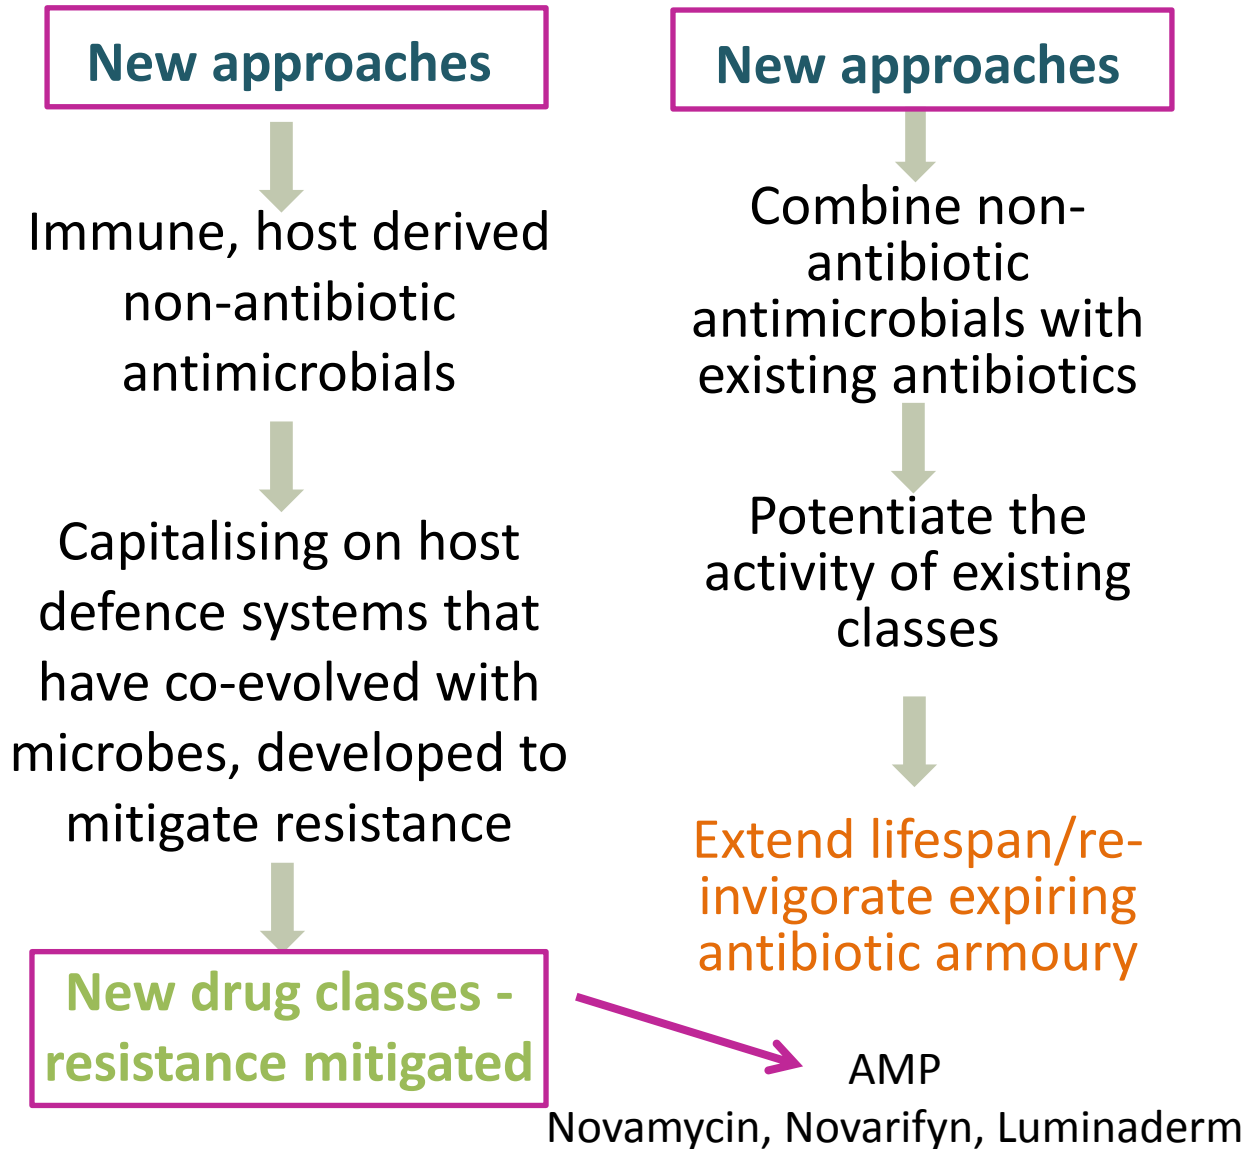 New approaches
Immune, host derived
non-antibiotic
antimicrobials
Capitalising on host
defence systems that
have co-evolved with
microbes, developed to
mitigate resistance
New drug classes -
resistance mitigated
New approaches
Combine non-
antibiotic
antimicrobials with
existing antibiotics
Potentiate the
activity of existing
classes
Extend lifespan/re-
invigorate expiring
antibiotic armoury
AMP
Novamycin, Novarifyn, Luminaderm